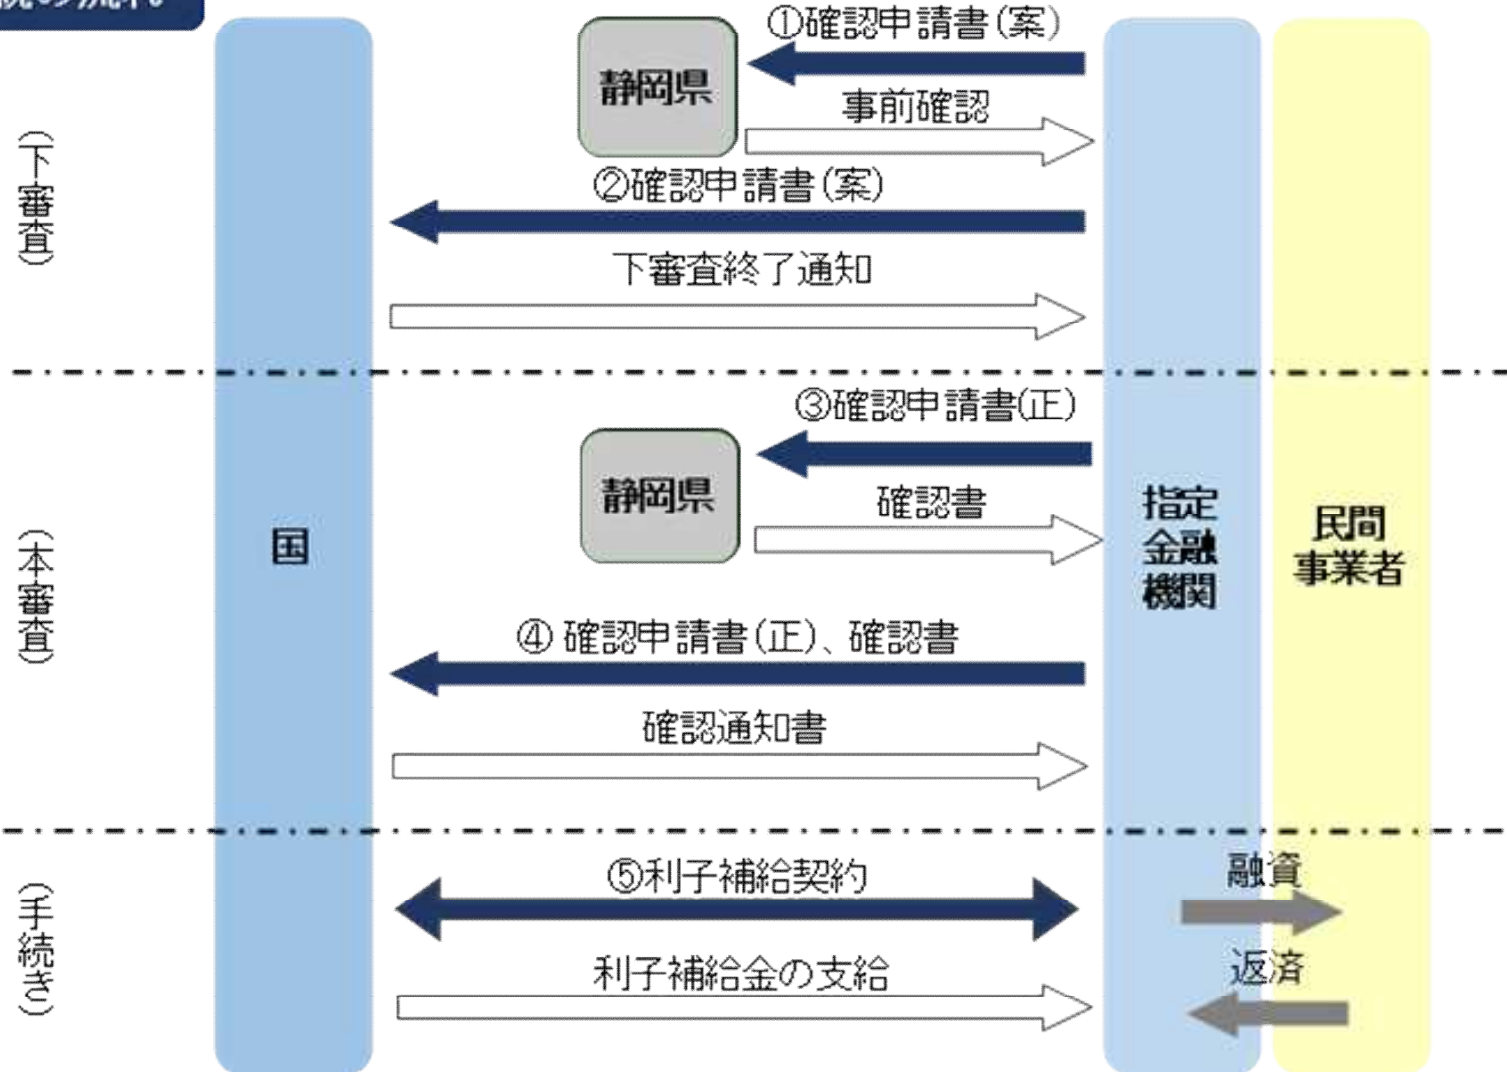 ①確認申請書(案)
静岡県
事前確認
(下審査)
②確認申請書(案)
下審査終了通知
③確認申請書(正)
静岡県
確認書
(本審査)
国
指定
金融
機関
民間
事業者
④ 確認申請書(正)、確認書
確認通知書
(手続き)
⑤利子補給契約
融資
利子補給金の支給
返済